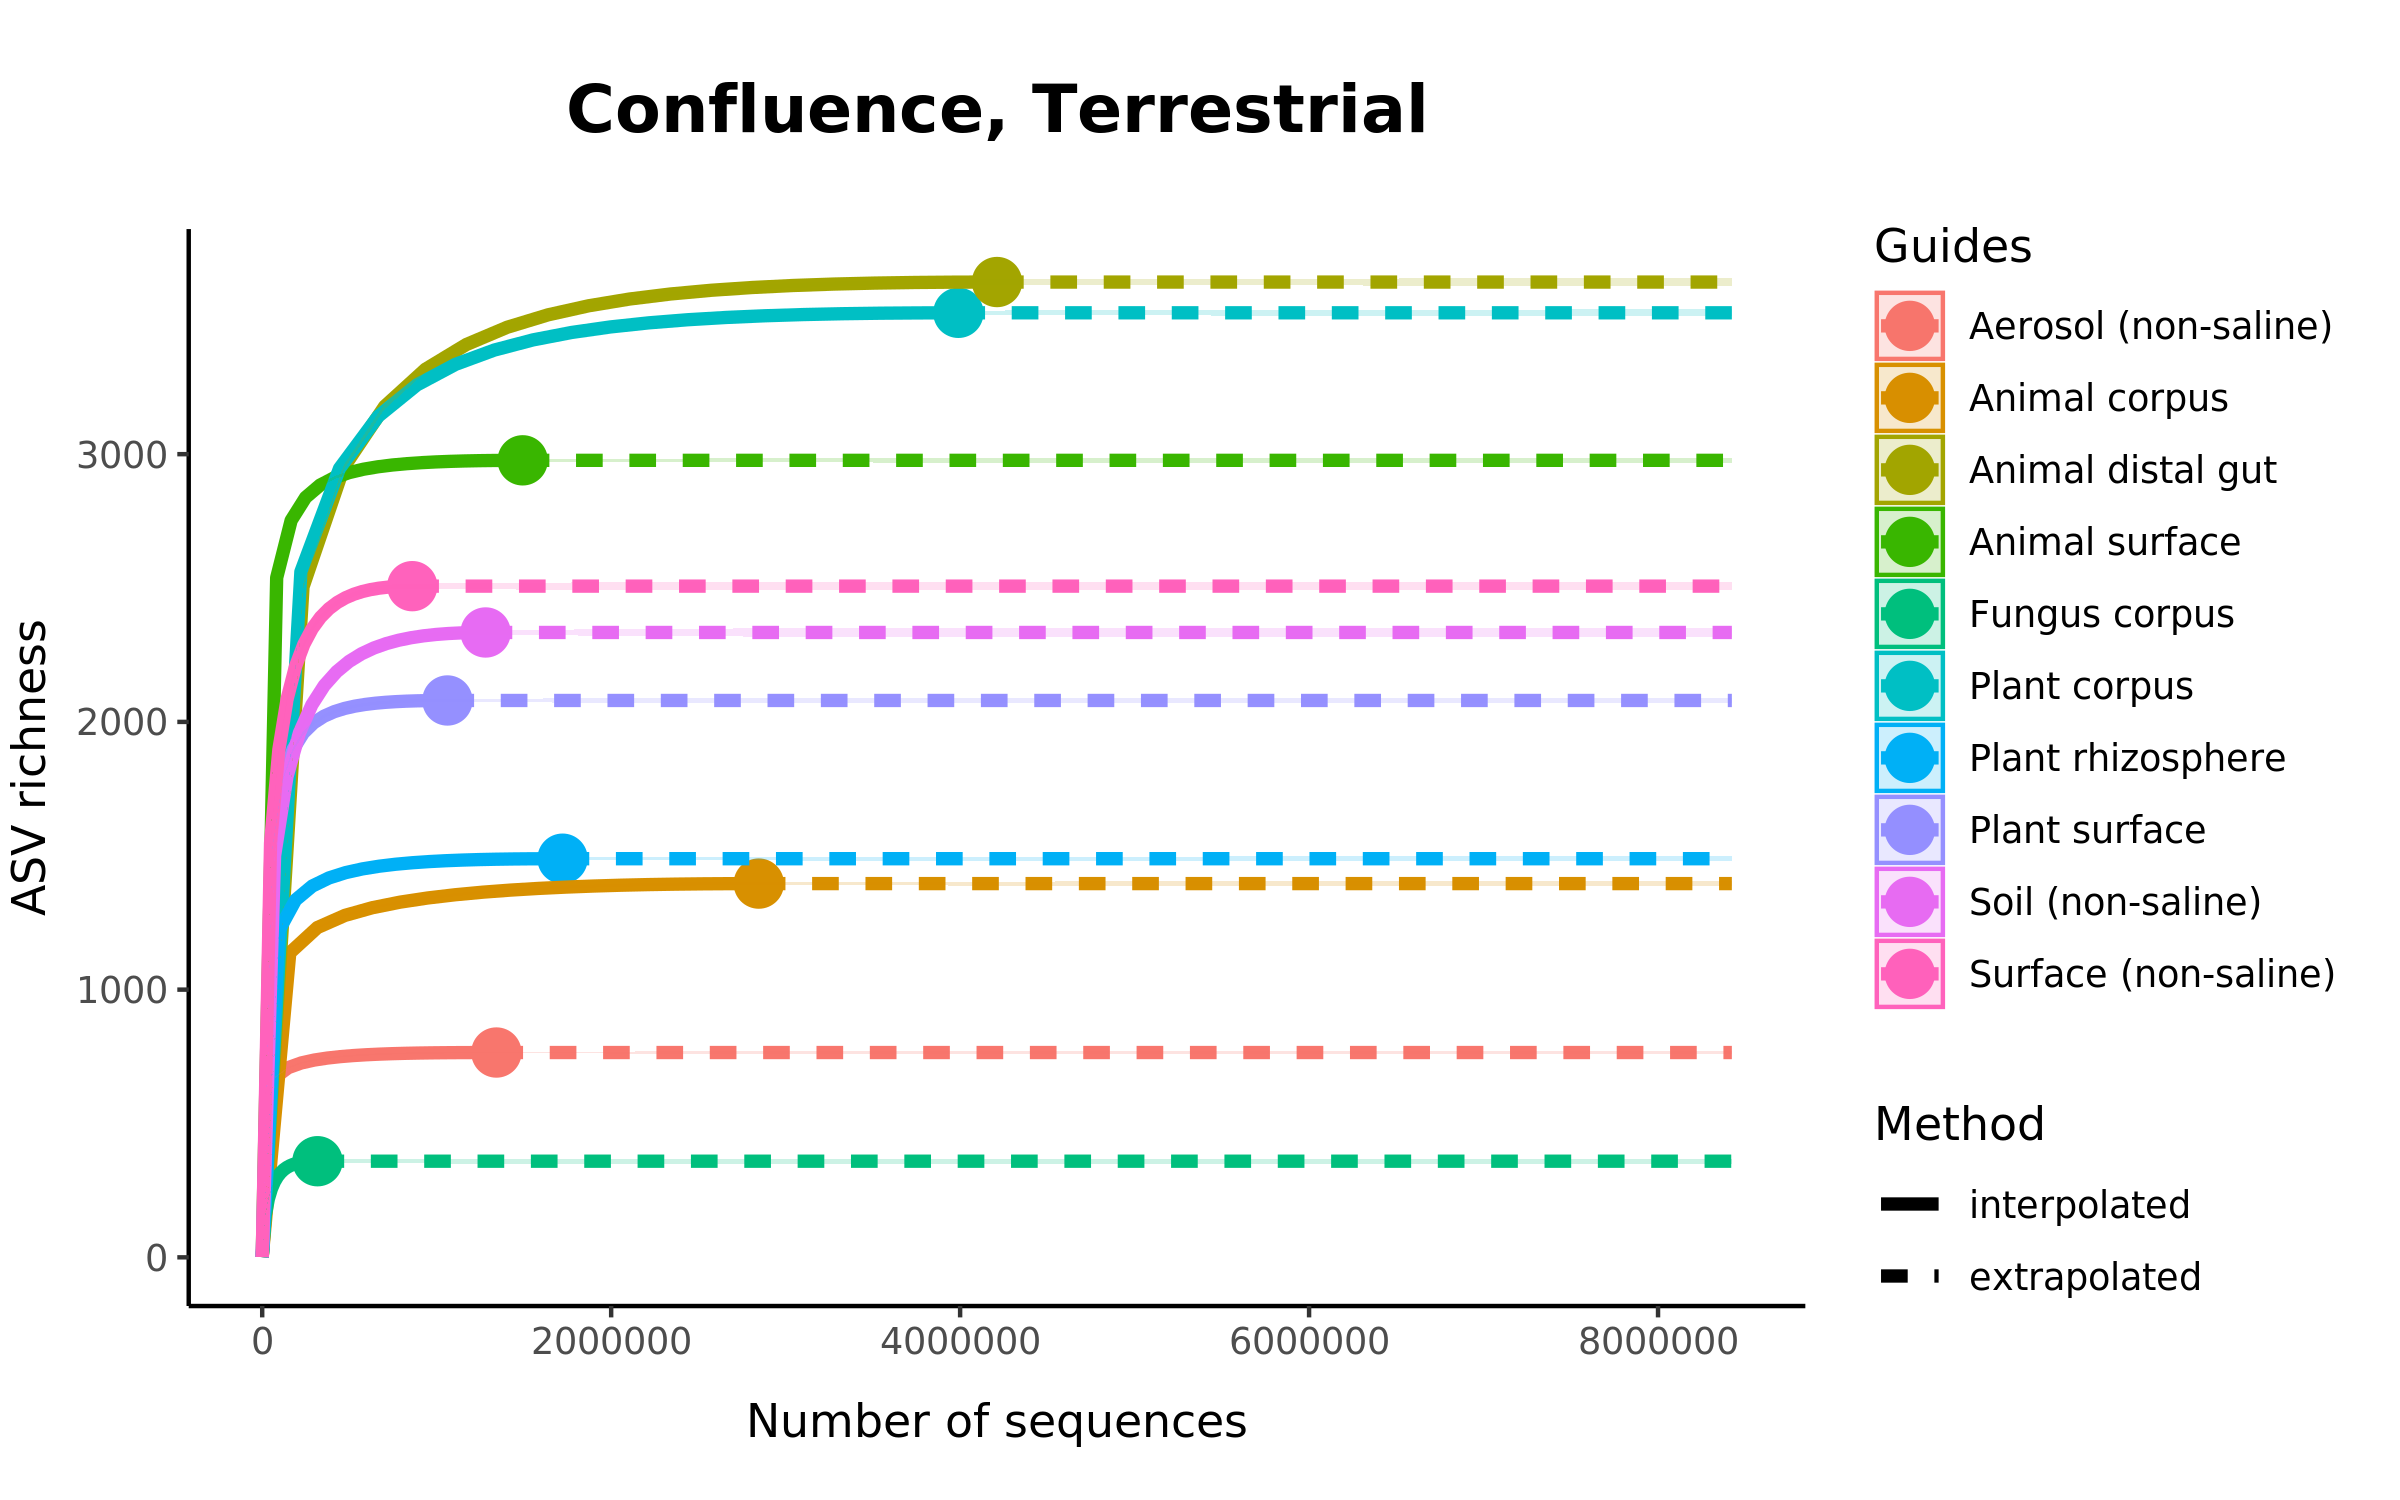 Confluence, Terrestrial
ASV richness
3000
2000
1000
0
0 2000000 4000000 6000000 8000000
Number of sequences
Guides
Aerosol (non-saline)
Animal corpus
Animal distal gut
Animal surface
Fungus corpus
Plant corpus
Plant rhizosphere
Plant surface
Soil (non-saline)
Surface (non-saline)
Method
interpolated
extrapolated